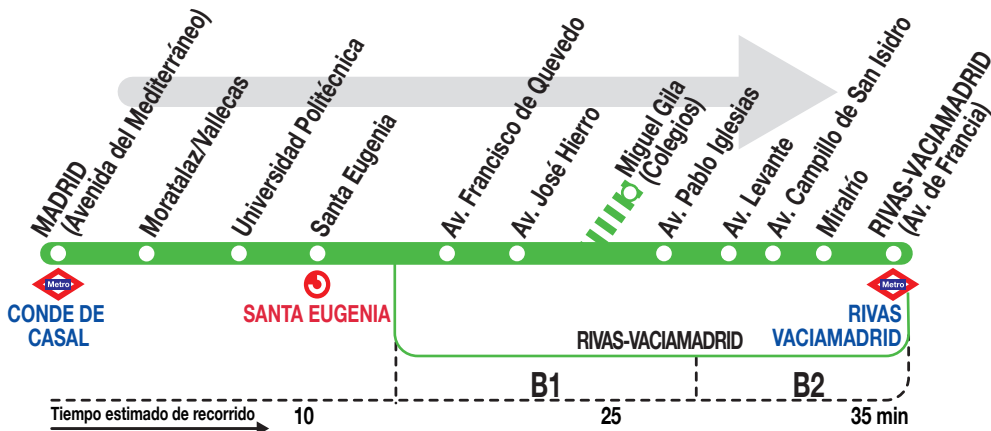 MADRID
(Avenida del Mediterráneo)
Moratalaz/Vallecas
Universidad Politécnica
Santa Eugenia
Av. Francisco de Quevedo
Av. José Hierro
Miguel Gila
(Colegios)
Av. Pablo Iglesias
Av. Levante
Av. Campillo de San Isidro
Miralrío
RIVAS-VACIAMADRID
(Av. de Francia)
Metro
CONDE DE
CASAL
SANTA EUGENIA
Metro
RIVAS
VACIAMADRID
RIVAS-VACIAMADRID
B1
B2
Tiempo estimado de recorrido
10
25
35 min